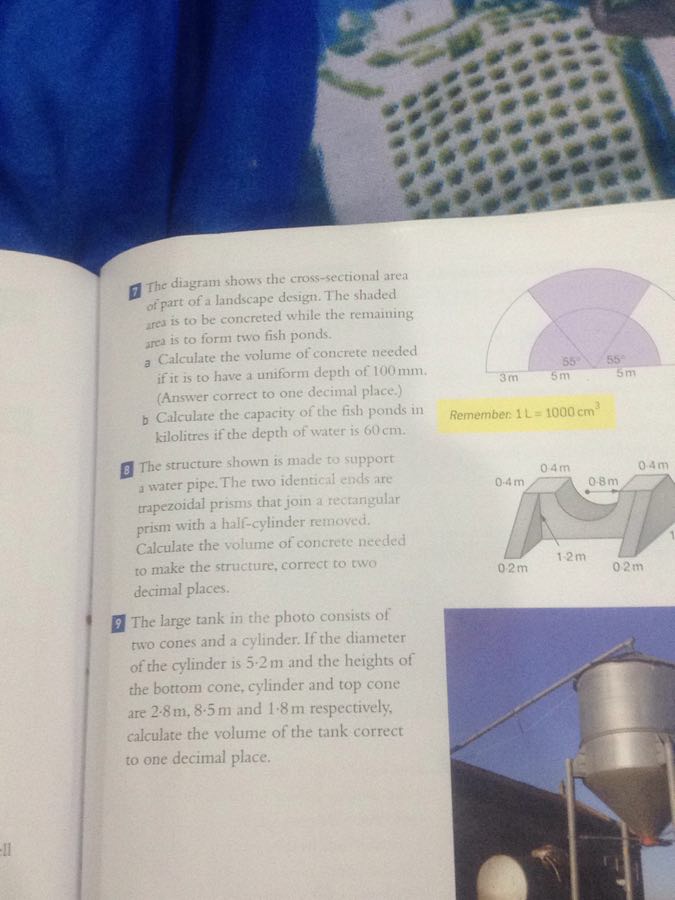 7 The diagram shows the cross-sectional area
of part of a landscape design. The shaded
area is to be concreted while the remaining
area is to form two fish ponds.
a Calculate the volume of concrete needed
if it is to have a uniform depth of 100 mm.
(Answer correct to one decimal place.)
b Calculate the capacity of the fish ponds in
kilolitres if the depth of water is 60 cm.
55° 55°
3 m 5 m 5 m
Remember: 1 L = 1000 cm³
8 The structure shown is made to support
a water pipe. The two identical ends are
trapezoidal prisms that join a rectangular
prism with a half-cylinder removed.
Calculate the volume of concrete needed
to make the structure, correct to two
decimal places.
0·4 m 0·4 m
0·4 m 0·8 m
1·2 m 1
0·2 m 0·2 m
9 The large tank in the photo consists of
two cones and a cylinder. If the diameter
of the cylinder is 5·2 m and the heights of
the bottom cone, cylinder and top cone
are 2·8 m, 8·5 m and 1·8 m respectively,
calculate the volume of the tank correct
to one decimal place.
ell